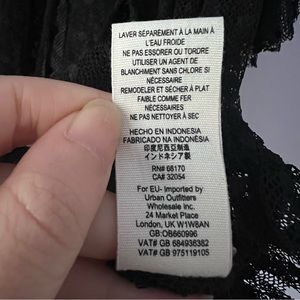 LAVER SÉPARÉMENT À LA MAIN À
L'EAU FROIDE
NE PAS ESSORER OU TORDRE
UTILISER UN AGENT DE
BLANCHIMENT SANS CHLORE SI
NÉCESSAIRE
REMODELER ET SÉCHER À PLAT
FAIBLE COMME FER
NÉCESSAIRES
NE PAS NETTOYER À SEC
HECHO EN INDONESIA
FABRICADO NA INDONÉSIA
印度尼西亞制造
インドネシア製
RN# 66170
CA# 32054
For EU- Imported by
Urban Outfitters
Wholesale Inc.
24 Market Place
London, UK W1W8AN
GB:OB660996
VAT# GB 684936382
VAT# GB 975119105